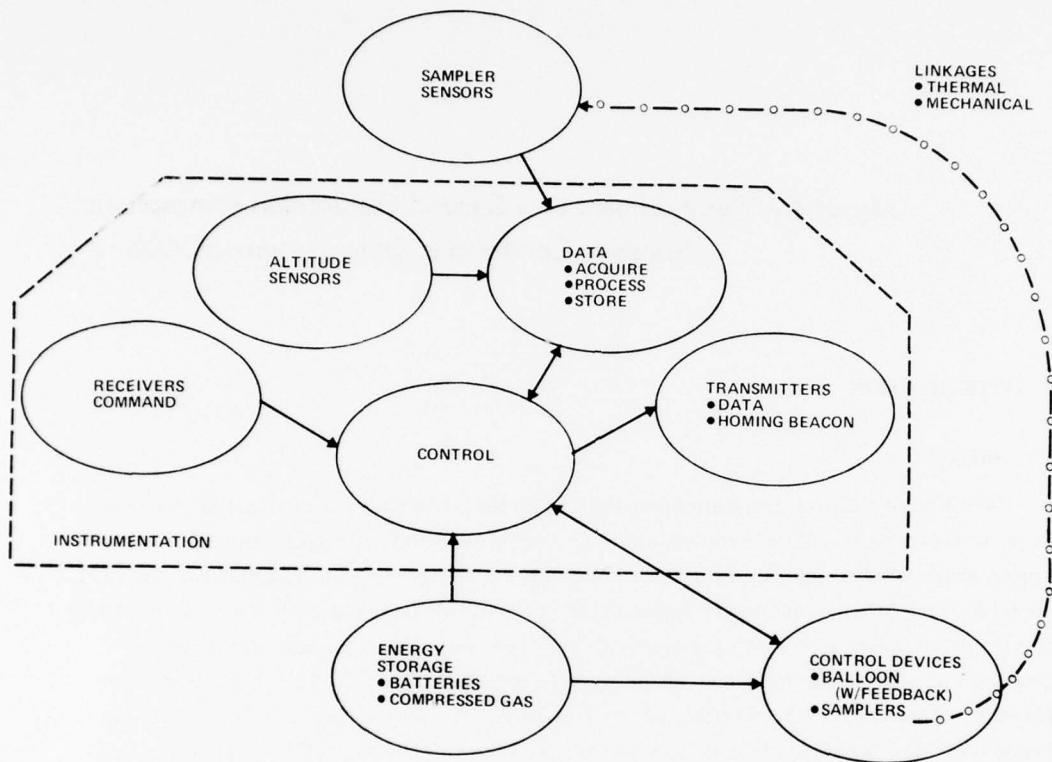 SAMPLER
SENSORS
LINKAGES
● THERMAL
● MECHANICAL
ALTITUDE
SENSORS
DATA
● ACQUIRE
● PROCESS
● STORE
RECEIVERS
COMMAND
TRANSMITTERS
● DATA
● HOMING BEACON
CONTROL
INSTRUMENTATION
ENERGY
STORAGE
● BATTERIES
● COMPRESSED GAS
CONTROL DEVICES
● BALLOON
(W/FEEDBACK)
● SAMPLERS